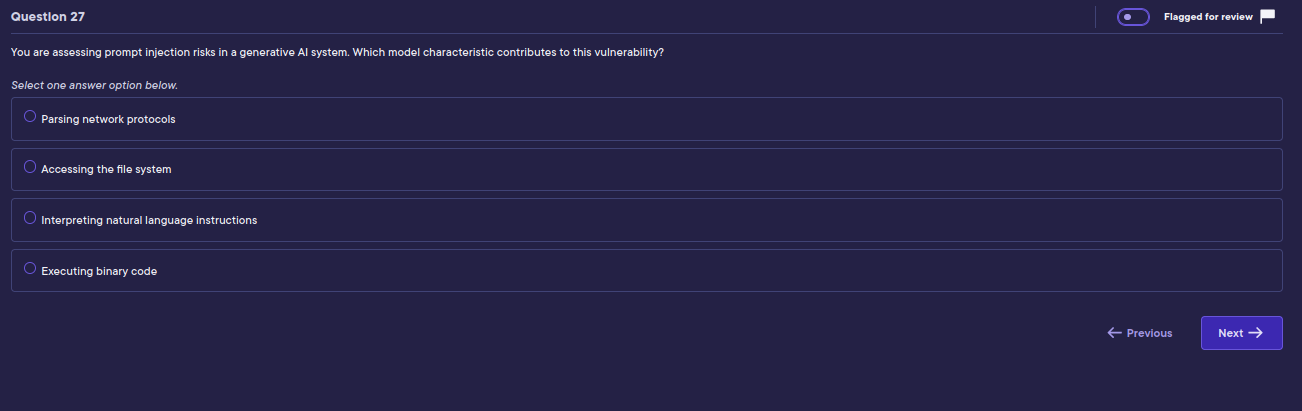 Question 27
Flagged for review
You are assessing prompt injection risks in a generative AI system. Which model characteristic contributes to this vulnerability?
Select one answer option below.
Parsing network protocols
Accessing the file system
Interpreting natural language instructions
Executing binary code
Previous
Next